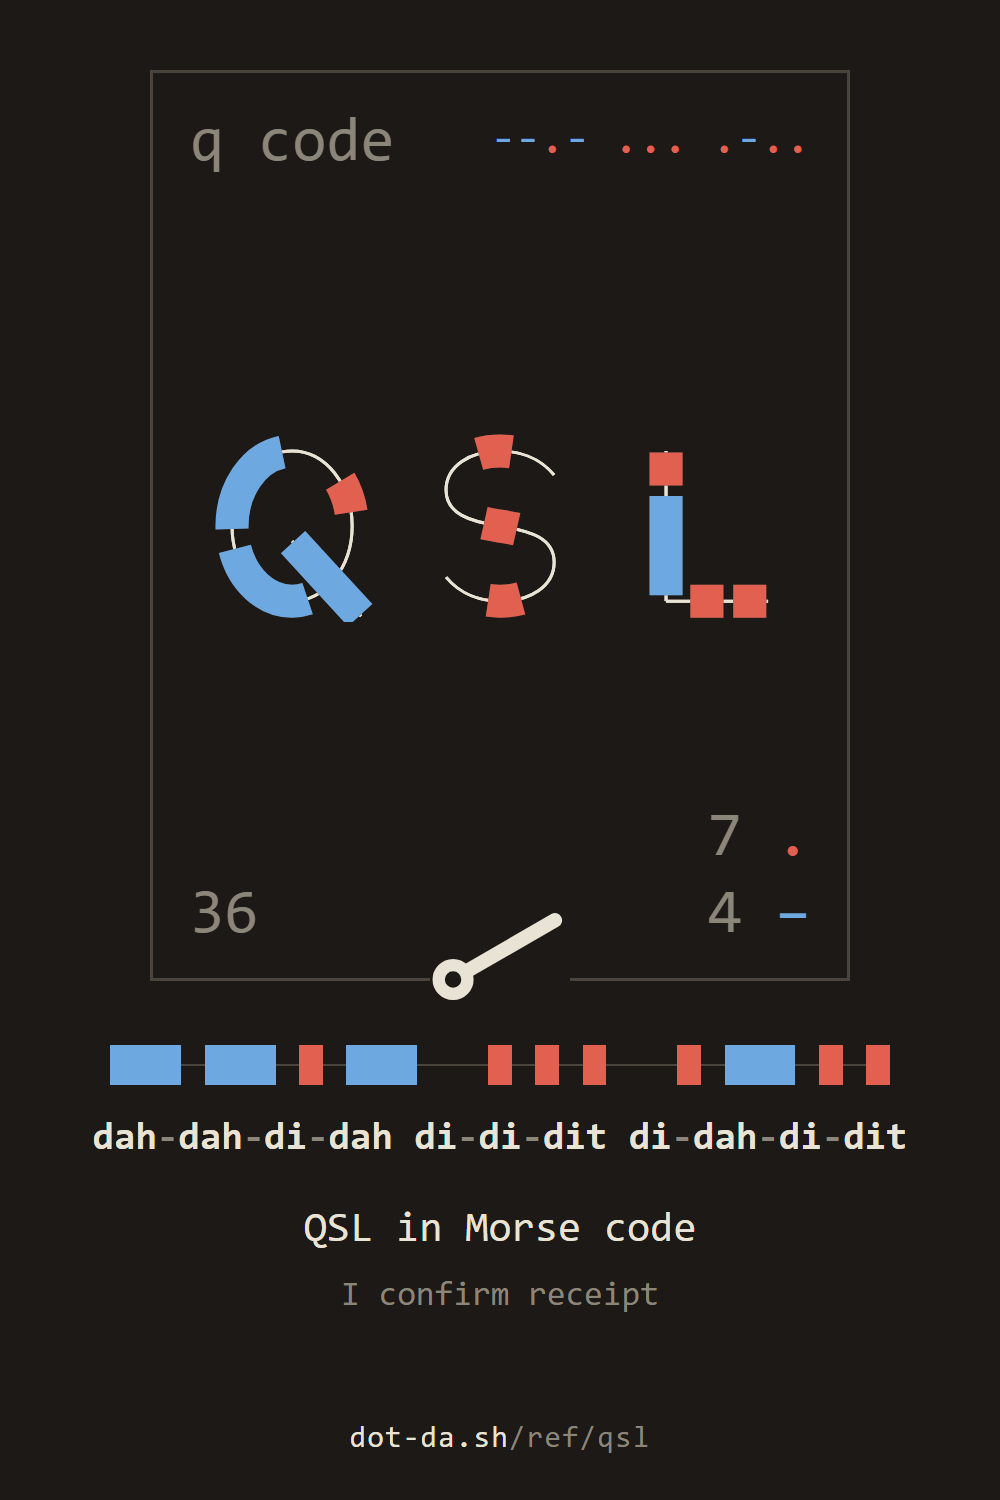 q code --.- ... .-..
QSL
7 .
36 4 -
dah-dah-di-dah di-di-dit di-dah-di-dit
QSL in Morse code
I confirm receipt
dot-da.sh/ref/qsl